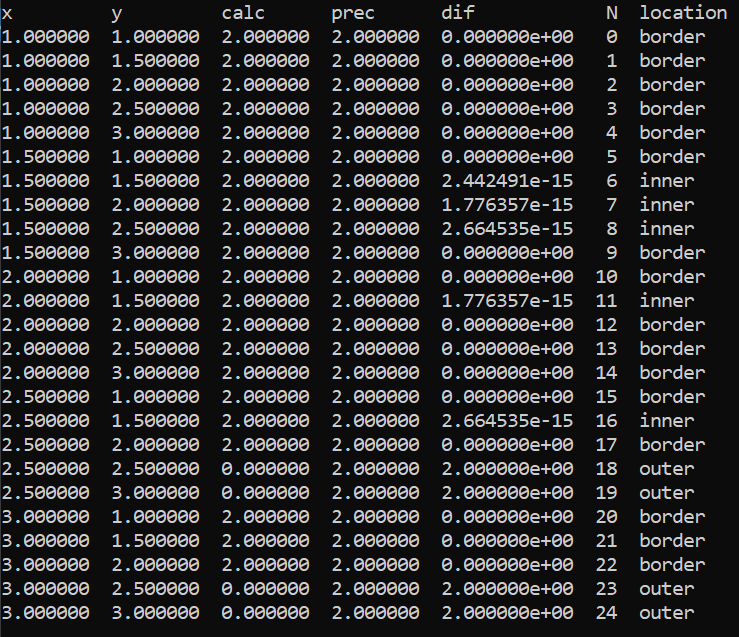 x y calc prec dif N location
1.000000 1.000000 2.000000 2.000000 0.000000e+00 0 border
1.000000 1.500000 2.000000 2.000000 0.000000e+00 1 border
1.000000 2.000000 2.000000 2.000000 0.000000e+00 2 border
1.000000 2.500000 2.000000 2.000000 0.000000e+00 3 border
1.000000 3.000000 2.000000 2.000000 0.000000e+00 4 border
1.500000 1.000000 2.000000 2.000000 0.000000e+00 5 border
1.500000 1.500000 2.000000 2.000000 2.442491e-15 6 inner
1.500000 2.000000 2.000000 2.000000 1.776357e-15 7 inner
1.500000 2.500000 2.000000 2.000000 2.664535e-15 8 inner
1.500000 3.000000 2.000000 2.000000 0.000000e+00 9 border
2.000000 1.000000 2.000000 2.000000 0.000000e+00 10 border
2.000000 1.500000 2.000000 2.000000 1.776357e-15 11 inner
2.000000 2.000000 2.000000 2.000000 0.000000e+00 12 border
2.000000 2.500000 2.000000 2.000000 0.000000e+00 13 border
2.000000 3.000000 2.000000 2.000000 0.000000e+00 14 border
2.500000 1.000000 2.000000 2.000000 0.000000e+00 15 border
2.500000 1.500000 2.000000 2.000000 2.664535e-15 16 inner
2.500000 2.000000 2.000000 2.000000 0.000000e+00 17 border
2.500000 2.500000 0.000000 2.000000 2.000000e+00 18 outer
2.500000 3.000000 0.000000 2.000000 2.000000e+00 19 outer
3.000000 1.000000 2.000000 2.000000 0.000000e+00 20 border
3.000000 1.500000 2.000000 2.000000 0.000000e+00 21 border
3.000000 2.000000 2.000000 2.000000 0.000000e+00 22 border
3.000000 2.500000 0.000000 2.000000 2.000000e+00 23 outer
3.000000 3.000000 0.000000 2.000000 2.000000e+00 24 outer